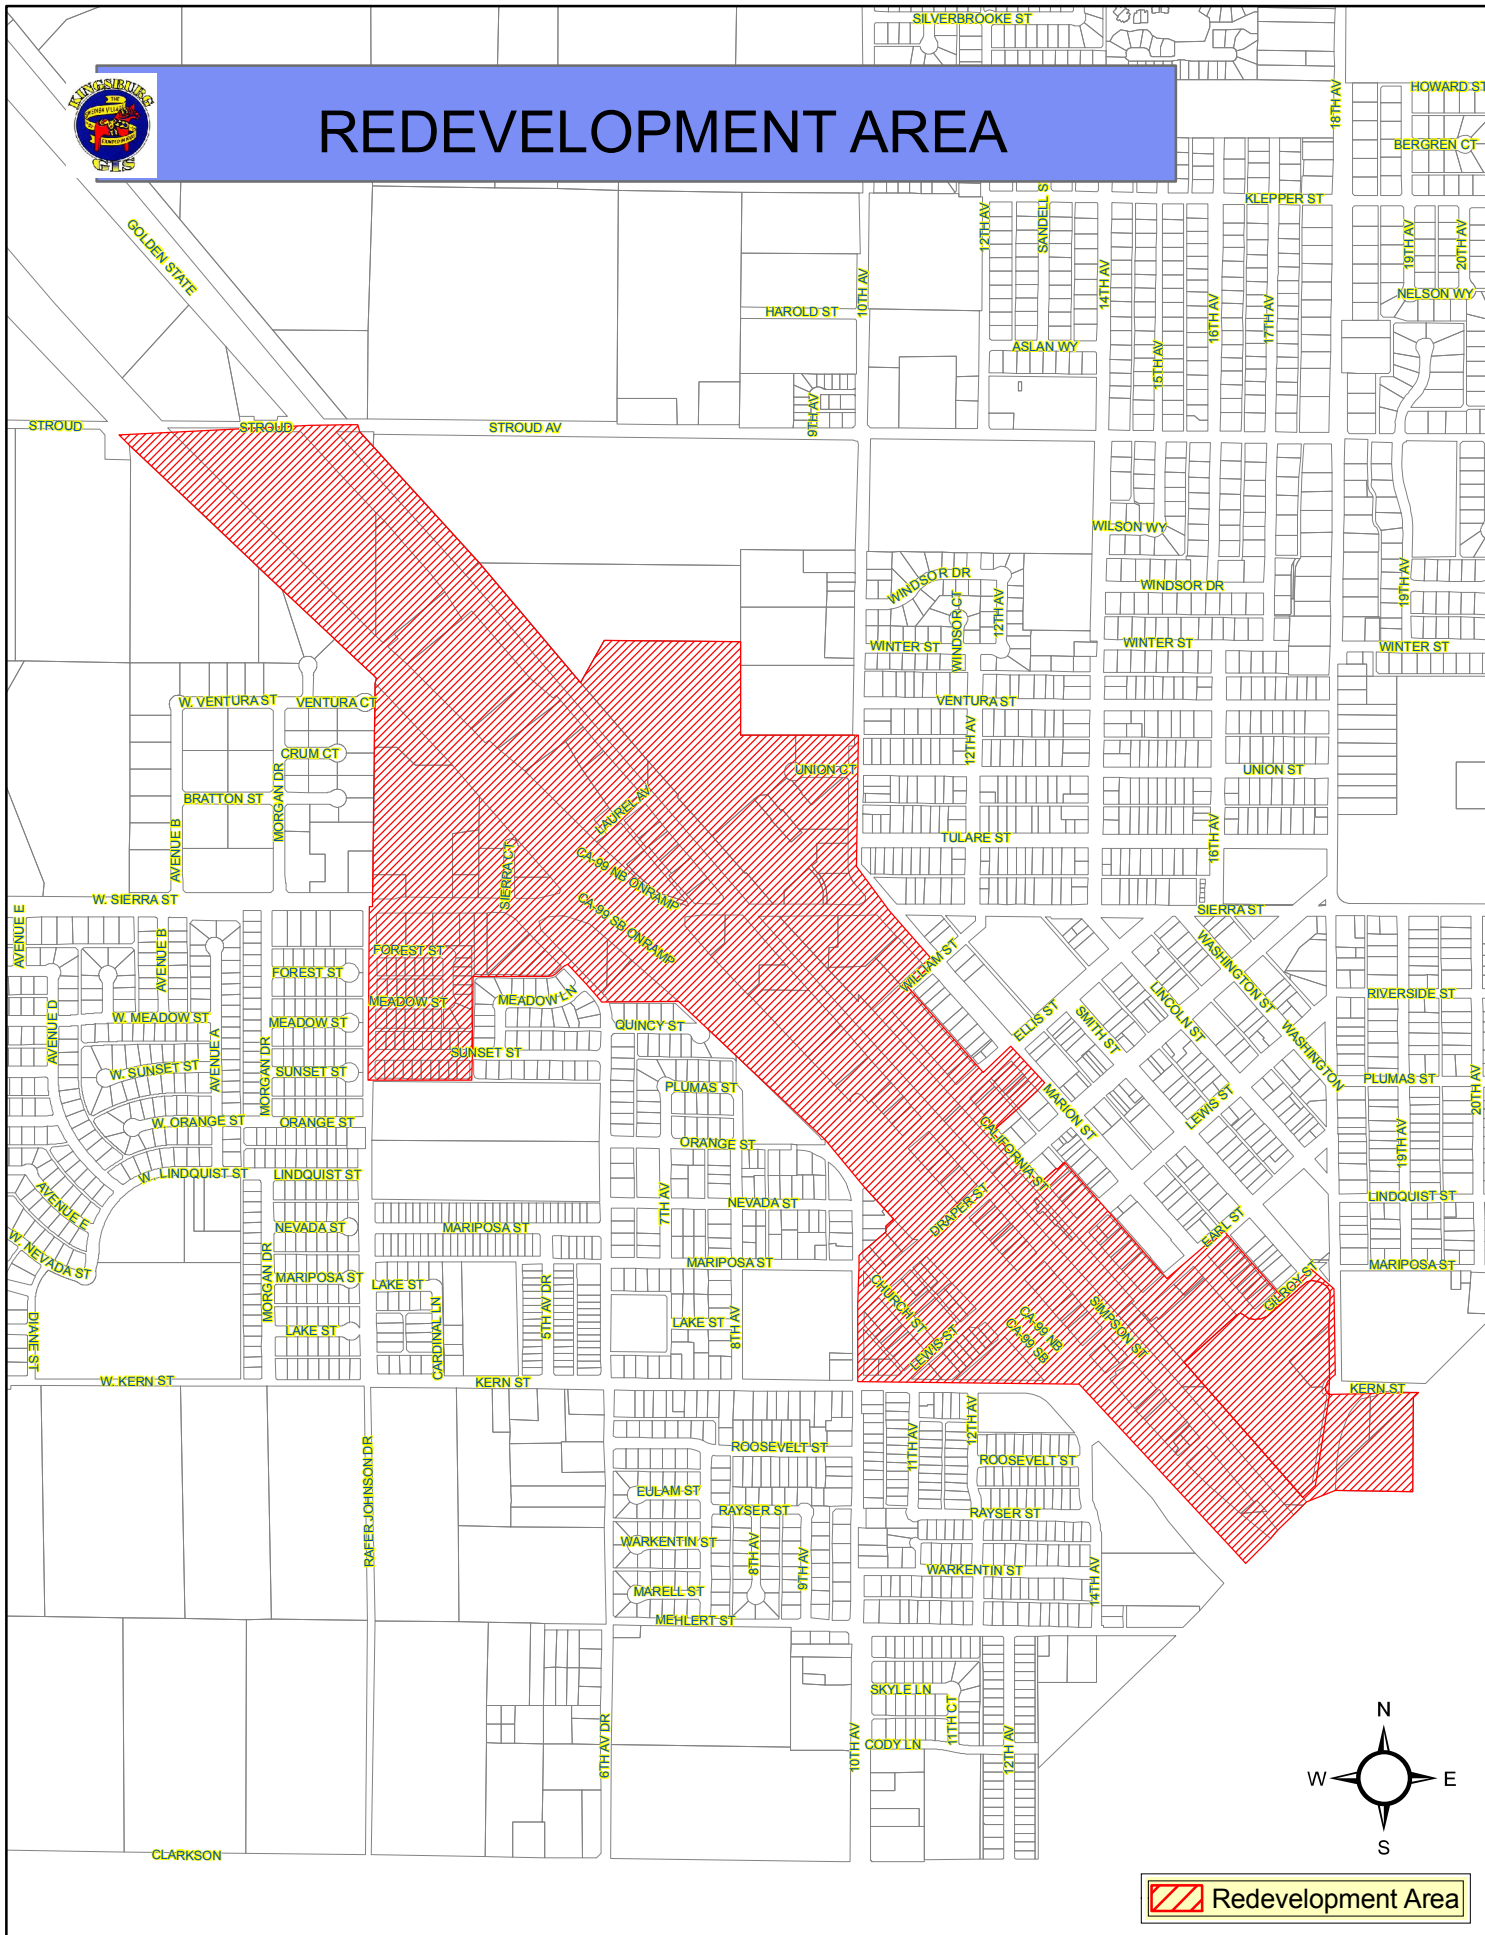 SILVERBROOKE ST
KINGSBURG
THE
GIS
REDEVELOPMENT AREA
18TH AV
HOWARD ST
BERGREN CT
KLEPPER ST
GOLDEN STATE
12TH AV
SANDELL S
19TH AV
20TH AV
10TH AV
14TH AV
NELSON WY
HAROLD ST
16TH AV
17TH AV
ASLAN WY
15TH AV
STROUD
STROUD
STROUD AV
9TH AV
WILSON WY
WINDSOR DR
WINDSOR CT
12TH AV
WINDSOR DR
19TH AV
WINTER ST
WINTER ST
WINTER ST
W. VENTURA ST
VENTURA CT
VENTURA ST
CRUM CT
12TH AV
UNION CT
UNION ST
BRATTON ST
MORGAN DR
LAUREL AV
AVENUE B
TULARE ST
16TH AV
SIERRA CT
CA-99 NB ONRAMP
W. SIERRA ST
CA-99 SB ONRAMP
SIERRA ST
AVENUE E
AVENUE B
FOREST ST
FOREST ST
WILLIAM ST
WASHINGTON ST
MEADOW ST
MEADOW LN
LINCOLN ST
RIVERSIDE ST
AVENUE D
W. MEADOW ST
AVENUE A
MEADOW ST
QUINCY ST
ELLIS ST
SMITH ST
WASHINGTON
SUNSET ST
W. SUNSET ST
MORGAN DR
SUNSET ST
PLUMAS ST
MARION ST
PLUMAS ST
20TH AV
W. ORANGE ST
ORANGE ST
ORANGE ST
CALIFORNIA ST
LEWIS ST
19TH AV
W. LINDQUIST ST
LINDQUIST ST
AVENUE E
7TH AV
NEVADA ST
DRAPER ST
LINDQUIST ST
W. NEVADA ST
NEVADA ST
MARIPOSA ST
EARL ST
MORGAN DR
MARIPOSA ST
MARIPOSA ST
MARIPOSA ST
LAKE ST
CHURCH ST
GILROY ST
DIANE ST
LAKE ST
CARDINAL LN
5TH AV DR
LAKE ST
8TH AV
LEWIS ST
CA-99 NB
CA-99 SB
SIMPSON ST
W. KERN ST
KERN ST
KERN ST
RAFER JOHNSON DR
ROOSEVELT ST
11TH AV
12TH AV
ROOSEVELT ST
EULAM ST
RAYSER ST
RAYSER ST
WARKENTIN ST
8TH AV
9TH AV
WARKENTIN ST
14TH AV
MARELL ST
MEHLERT ST
SKYLE LN
11TH CT
6TH AV DR
10TH AV
CODY LN
12TH AV
CLARKSON
N
W
E
S
Redevelopment Area